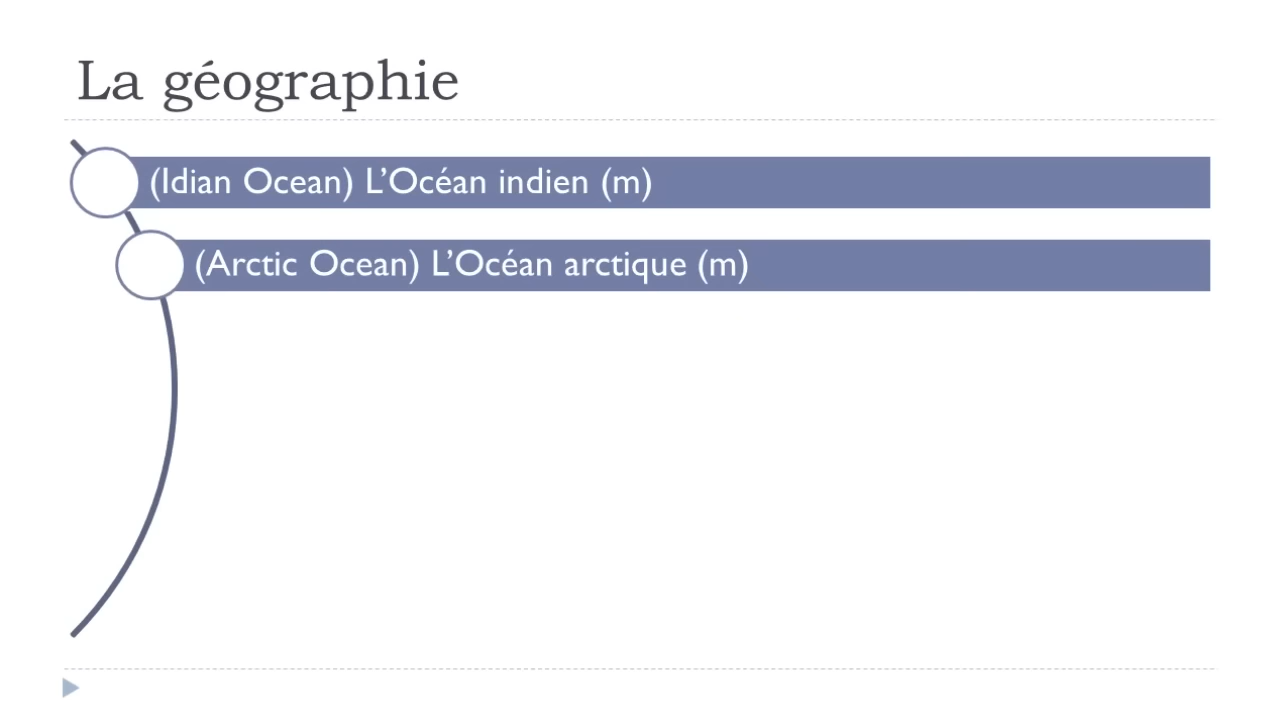 La géographie
(Idian Ocean) L’Océan indien (m)
(Arctic Ocean) L’Océan arctique (m)